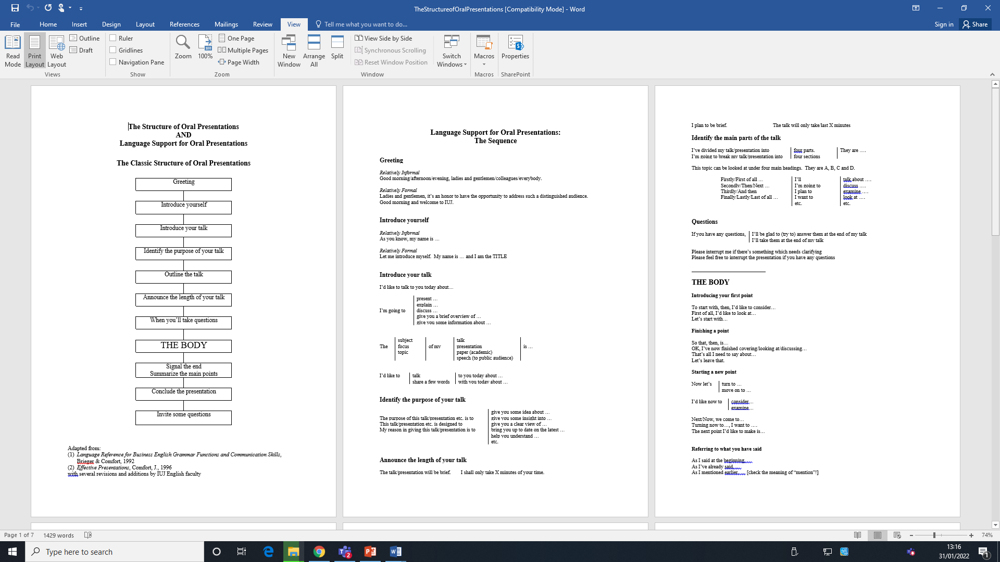 TheStructureofOralPresentations [Compatibility Mode] - Word
File Home Insert Design Layout References Mailings Review View Tell me what you want to do... Sign in Share
Read Mode
Print Layout
Web Layout
Outline
Draft
Views
Ruler
Gridlines
Navigation Pane
Show
Zoom
100%
One Page
Multiple Pages
Page Width
Zoom
New Window
Arrange All
Split
View Side by Side
Synchronous Scrolling
Reset Window Position
Window
Switch Windows
Macros
Macros
Properties
SharePoint
The Structure of Oral Presentations
AND
Language Support for Oral Presentations
The Classic Structure of Oral Presentations
Greeting
Introduce yourself
Introduce your talk
Identify the purpose of your talk
Outline the talk
Announce the length of your talk
When you'll take questions
THE BODY
Signal the end
Summarize the main points
Conclude the presentation
Invite some questions
Adapted from:
(1) Language Reference for Business English Grammar Functions and Communication Skills,
Brieger & Comfort, 1992
(2) Effective Presentations, Comfort, J., 1996
with several revisions and additions by IUJ English faculty
Language Support for Oral Presentations:
The Sequence
Greeting
Relatively Informal
Good morning/afternoon/evening, ladies and gentlemen/colleagues/everybody.
Relatively Formal
Ladies and gentlemen, it's an honor to have the opportunity to address such a distinguished audience.
Good morning and welcome to IUJ.
Introduce yourself
Relatively Informal
As you know, my name is …
Relatively Formal
Let me introduce myself. My name is … and I am the TITLE
Introduce your talk
I'd like to talk to you today about…
present …
explain …
I'm going to discuss …
give you a brief overview of …
give you some information about …
subject talk
The focus of my presentation is …
topic paper (academic)
speech (to public audience)
I'd like to talk to you today about …
share a few words with you today about …
Identify the purpose of your talk
give you some idea about …
The purpose of this talk/presentation etc. is to give you some insight into …
This talk/presentation etc. is designed to give you a clear view of …
My reason in giving this talk/presentation is to bring you up to date on the latest …
help you understand …
etc.
Announce the length of your talk
The talk/presentation will be brief. I shall only take X minutes of your time.
I plan to be brief. The talk will only take/last X minutes
Identify the main parts of the talk
I've divided my talk/presentation into four parts. They are ….
I'm going to break my talk/presentation into four sections
This topic can be looked at under four main headings. They are A, B, C and D.
Firstly/First of all … I'll talk about ….
Secondly/Then/Next … I'm going to discuss ….
Thirdly/And then I plan to examine ….
Finally/Lastly/Last of all … I want to look at ….
etc. etc.
Questions
If you have any questions, I'll be glad to (try to) answer them at the end of my talk
I'll take them at the end of my talk
Please interrupt me if there's something which needs clarifying
Please feel free to interrupt the presentation if you have any questions
THE BODY
Introducing your first point
To start with, then, I'd like to consider…
First of all, I'd like to look at…
Let's start with…
Finishing a point
So that, then, is…
OK, I've now finished covering/looking at/discussing…
That's all I need to say about…
Let's leave that.
Starting a new point
Now let's turn to …
move on to …
I'd like now to consider…
examine…
Next/Now, we come to…
Turning now to…, I want to ….
The next point I'd like to make is…
Referring to what you have said
As I said at the beginning….
As I've already said….
As I mentioned earlier…. [check the meaning of "mention"!]
Page 1 of 7 1429 words 74%
Type here to search
2
13:16
31/01/2022
1